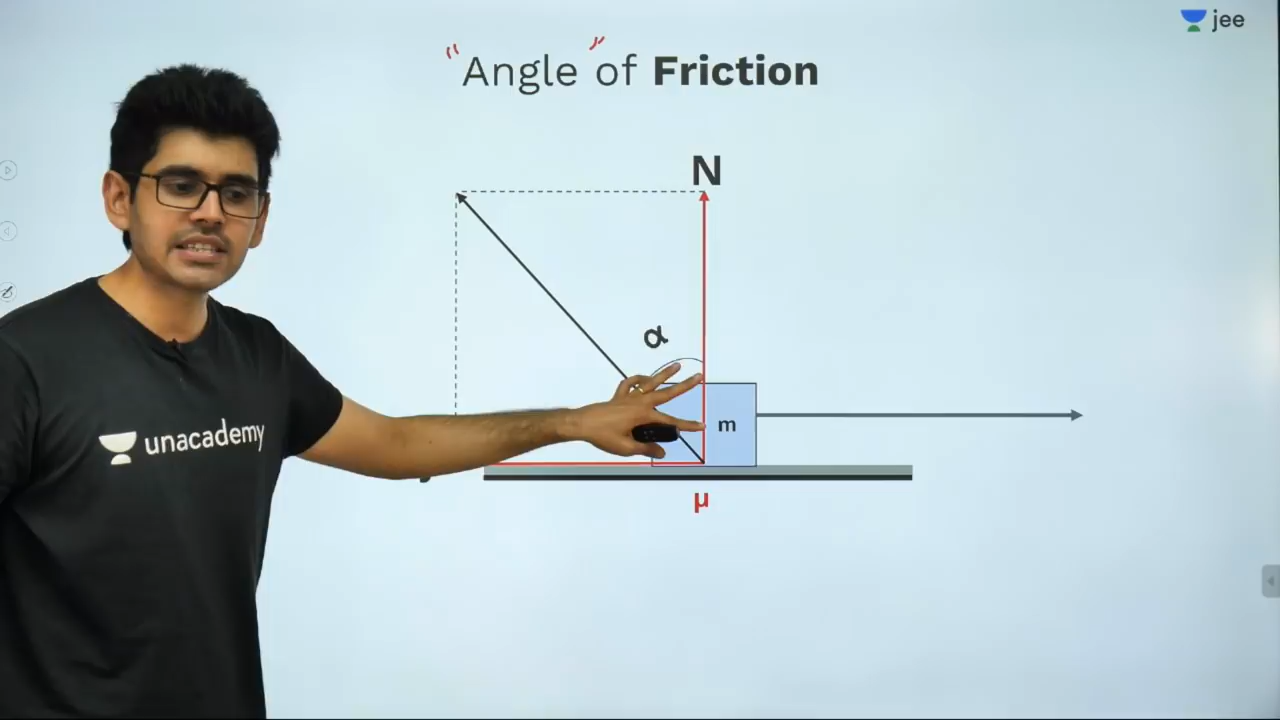 jee
"Angle" of Friction
N
α
unacademy
m
μ